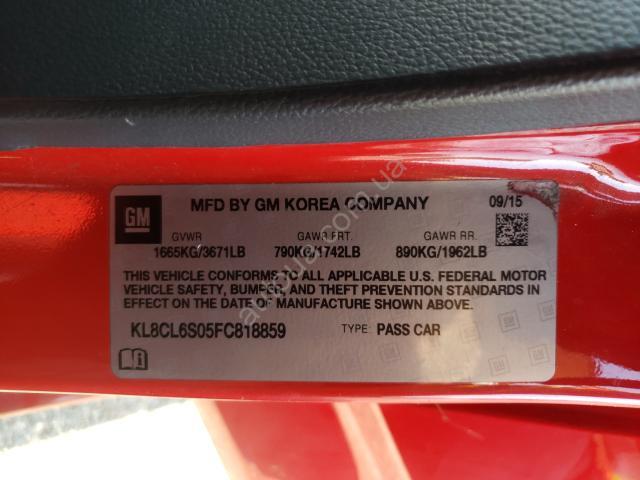 GM MFD BY GM KOREA COMPANY 09/15
GVWR GAWR FRT. GAWR RR.
1665KG/3671LB 790KG/1742LB 890KG/1962LB
THIS VEHICLE CONFORMS TO ALL APPLICABLE U.S. FEDERAL MOTOR
VEHICLE SAFETY, BUMPER, AND THEFT PREVENTION STANDARDS
IN EFFECT ON THE DATE OF MANUFACTURE SHOWN ABOVE.
KL8CL6S05FC818859 TYPE: PASS CAR